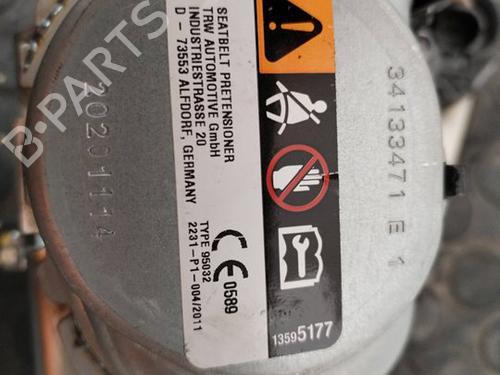 B-PARTS
20201114
SEATBELT PRETENSIONER
TRW AUTOMOTIVE GmbH
INDUSTRIESTRASSE 20
D - 73553 ALFDORF, GERMANY
TYPE 95032
2231-P1-004/2011
CE 0589
13595177
34133471 E 1